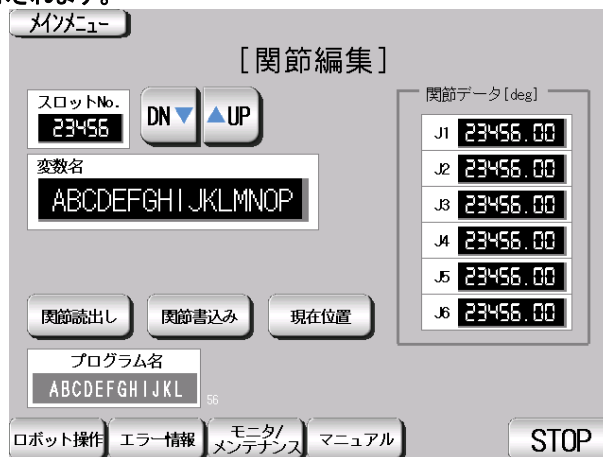 されます。
メインメニュー
[関節編集]
スロットNo.
23456
DN▼
▲UP
変数名
ABCDEFGHIJKLMNOP
関節データ[deg]
J1 23456.00
J2 23456.00
J3 23456.00
J4 23456.00
J5 23456.00
J6 23456.00
関節読出し
関節書込み
現在位置
プログラム名
ABCDEFGHIJKL
56
ロボット操作
エラー情報
モニタ/
メンテナンス
マニュアル
STOP